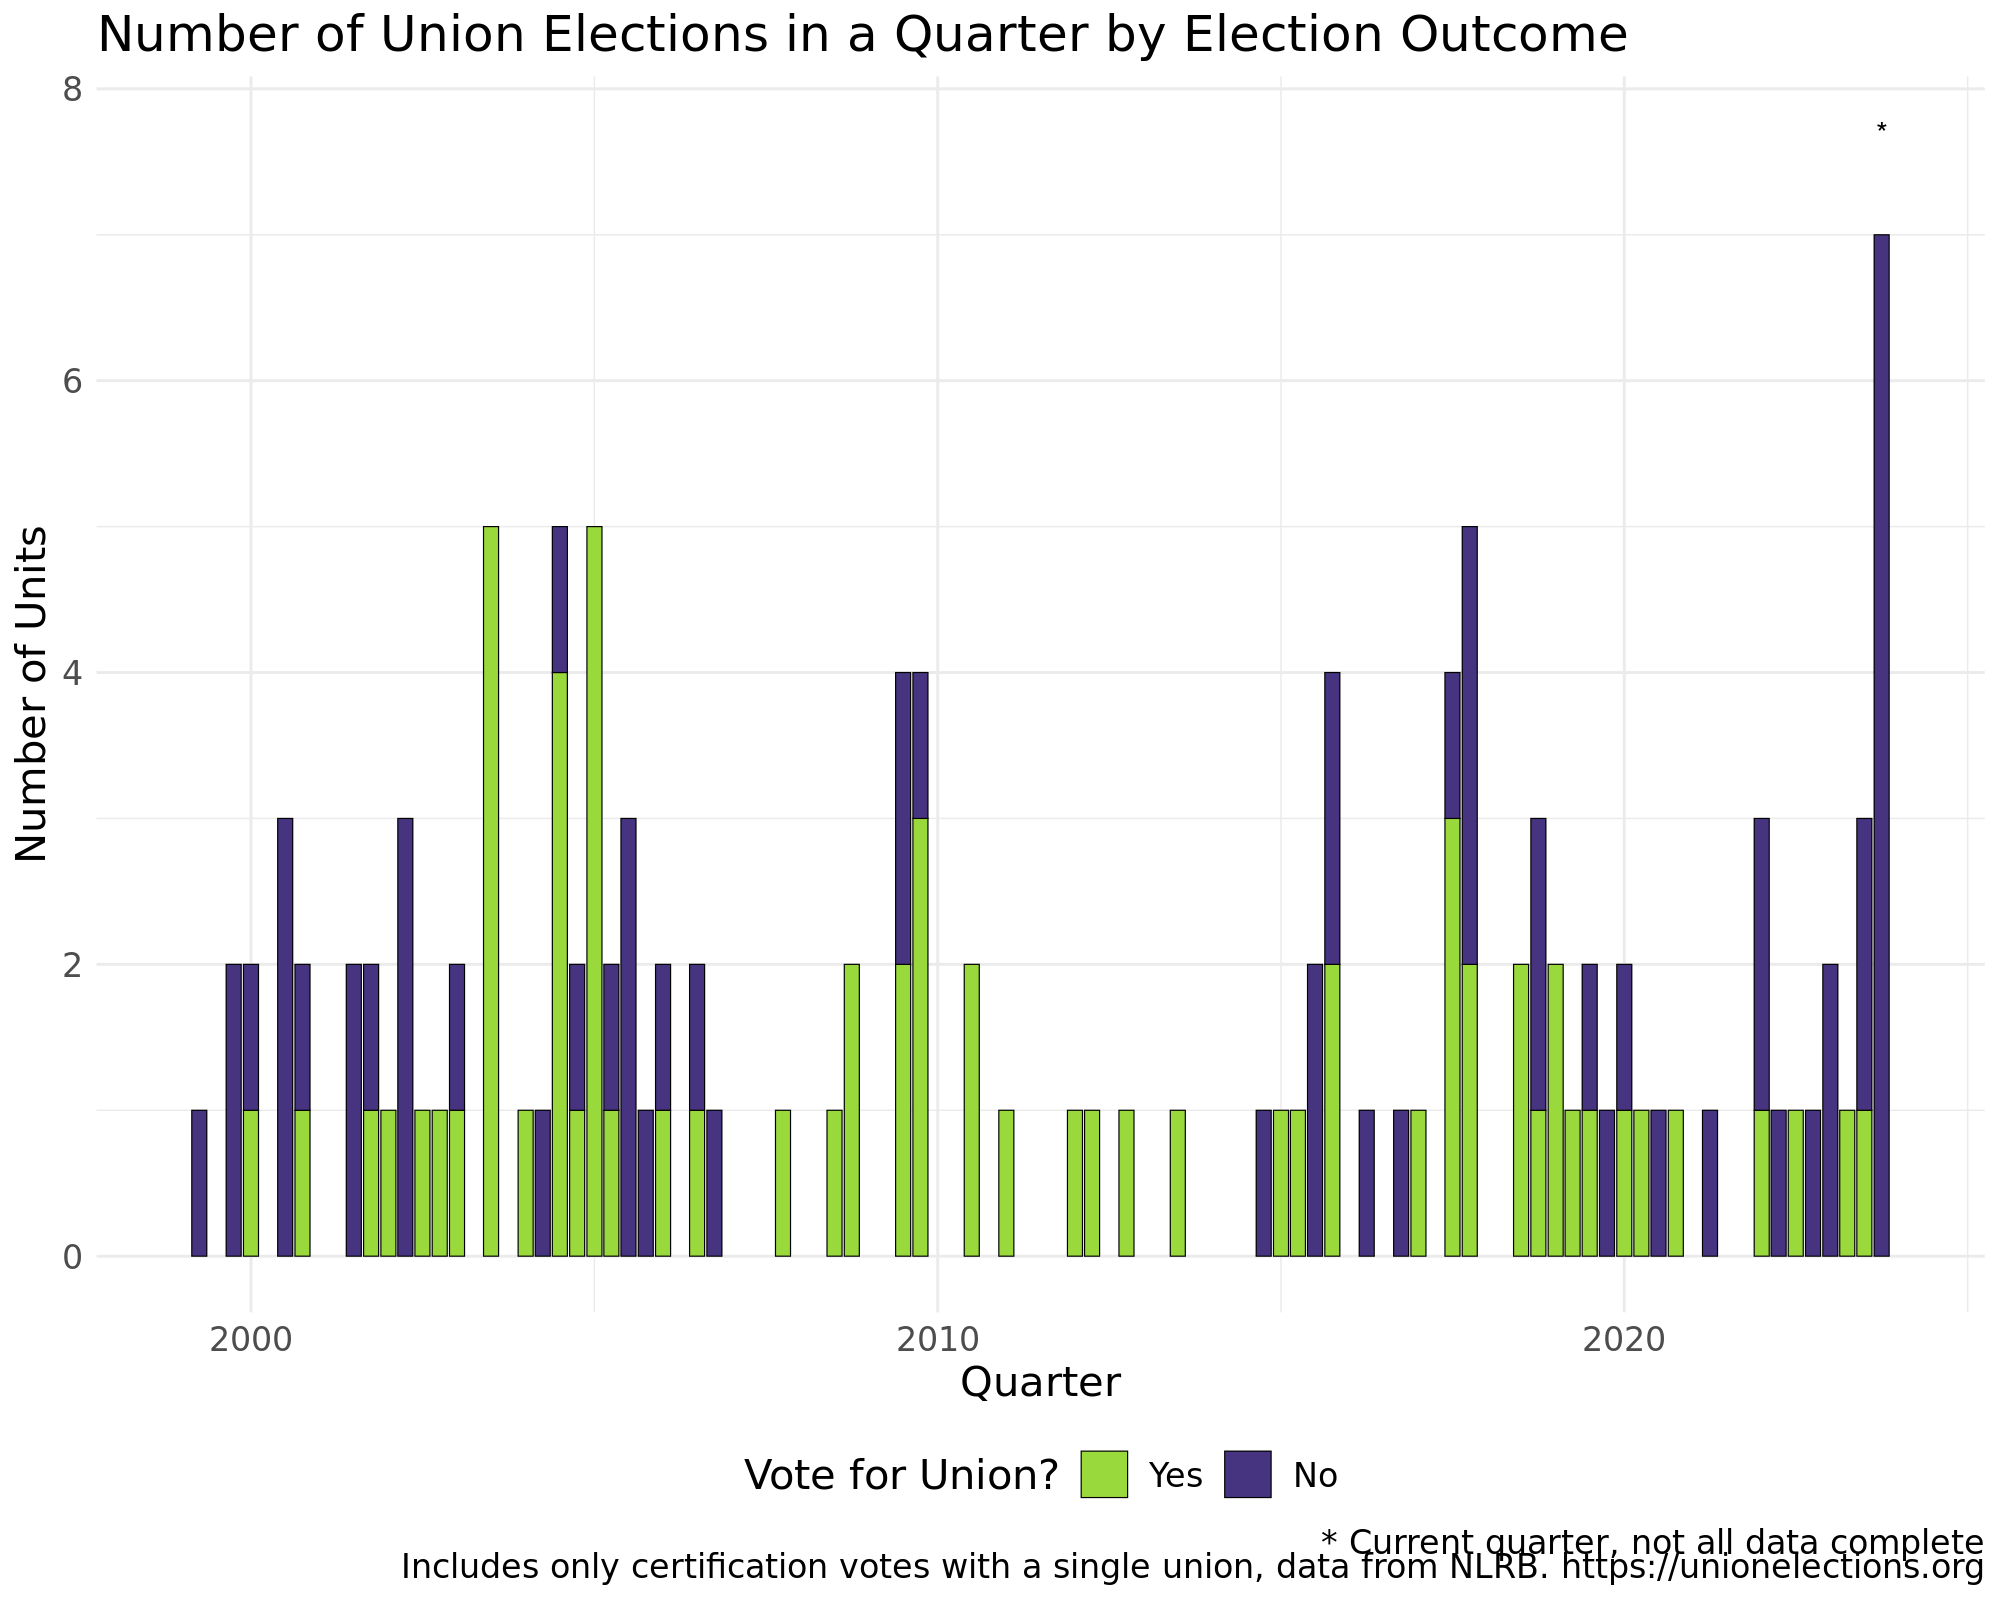 Number of Union Elections in a Quarter by Election Outcome
8
*
6
4
2
0
Number of Units
2000
2010
2020
Quarter
Vote for Union? Yes No
* Current quarter, not all data complete
Includes only certification votes with a single union, data from NLRB. https://unionelections.org